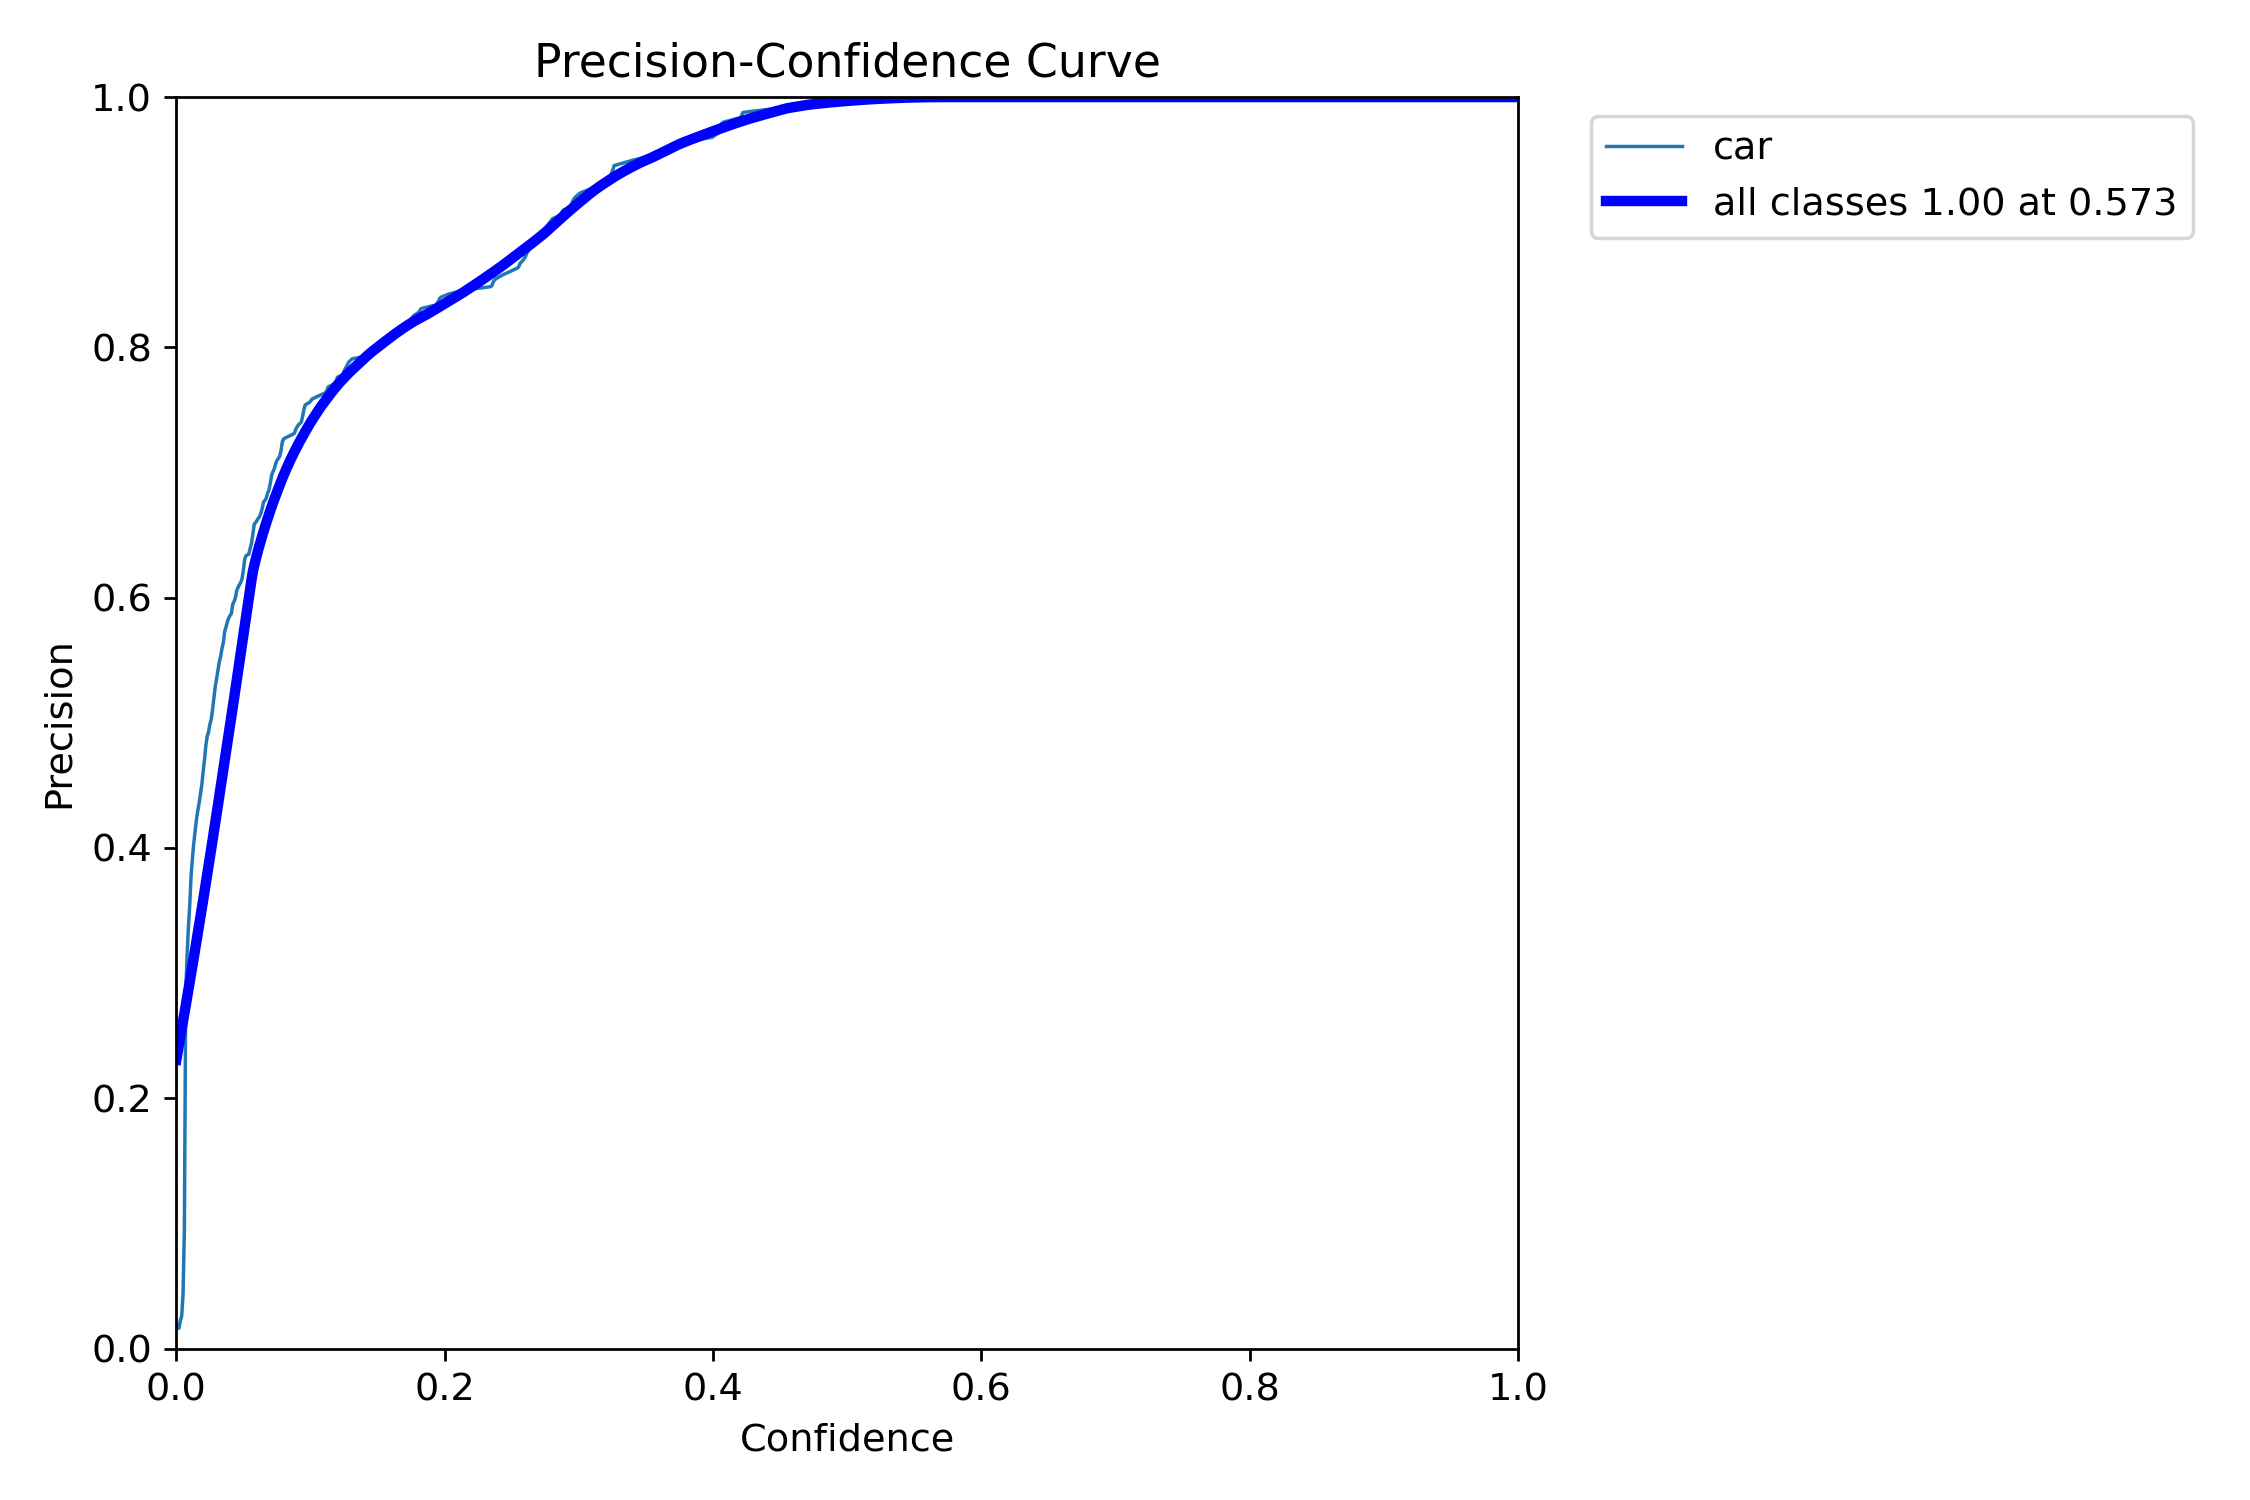 Precision-Confidence Curve
1.0
0.8
0.6
0.4
0.2
0.0
Precision
0.0 0.2 0.4 0.6 0.8 1.0
Confidence
car
all classes 1.00 at 0.573